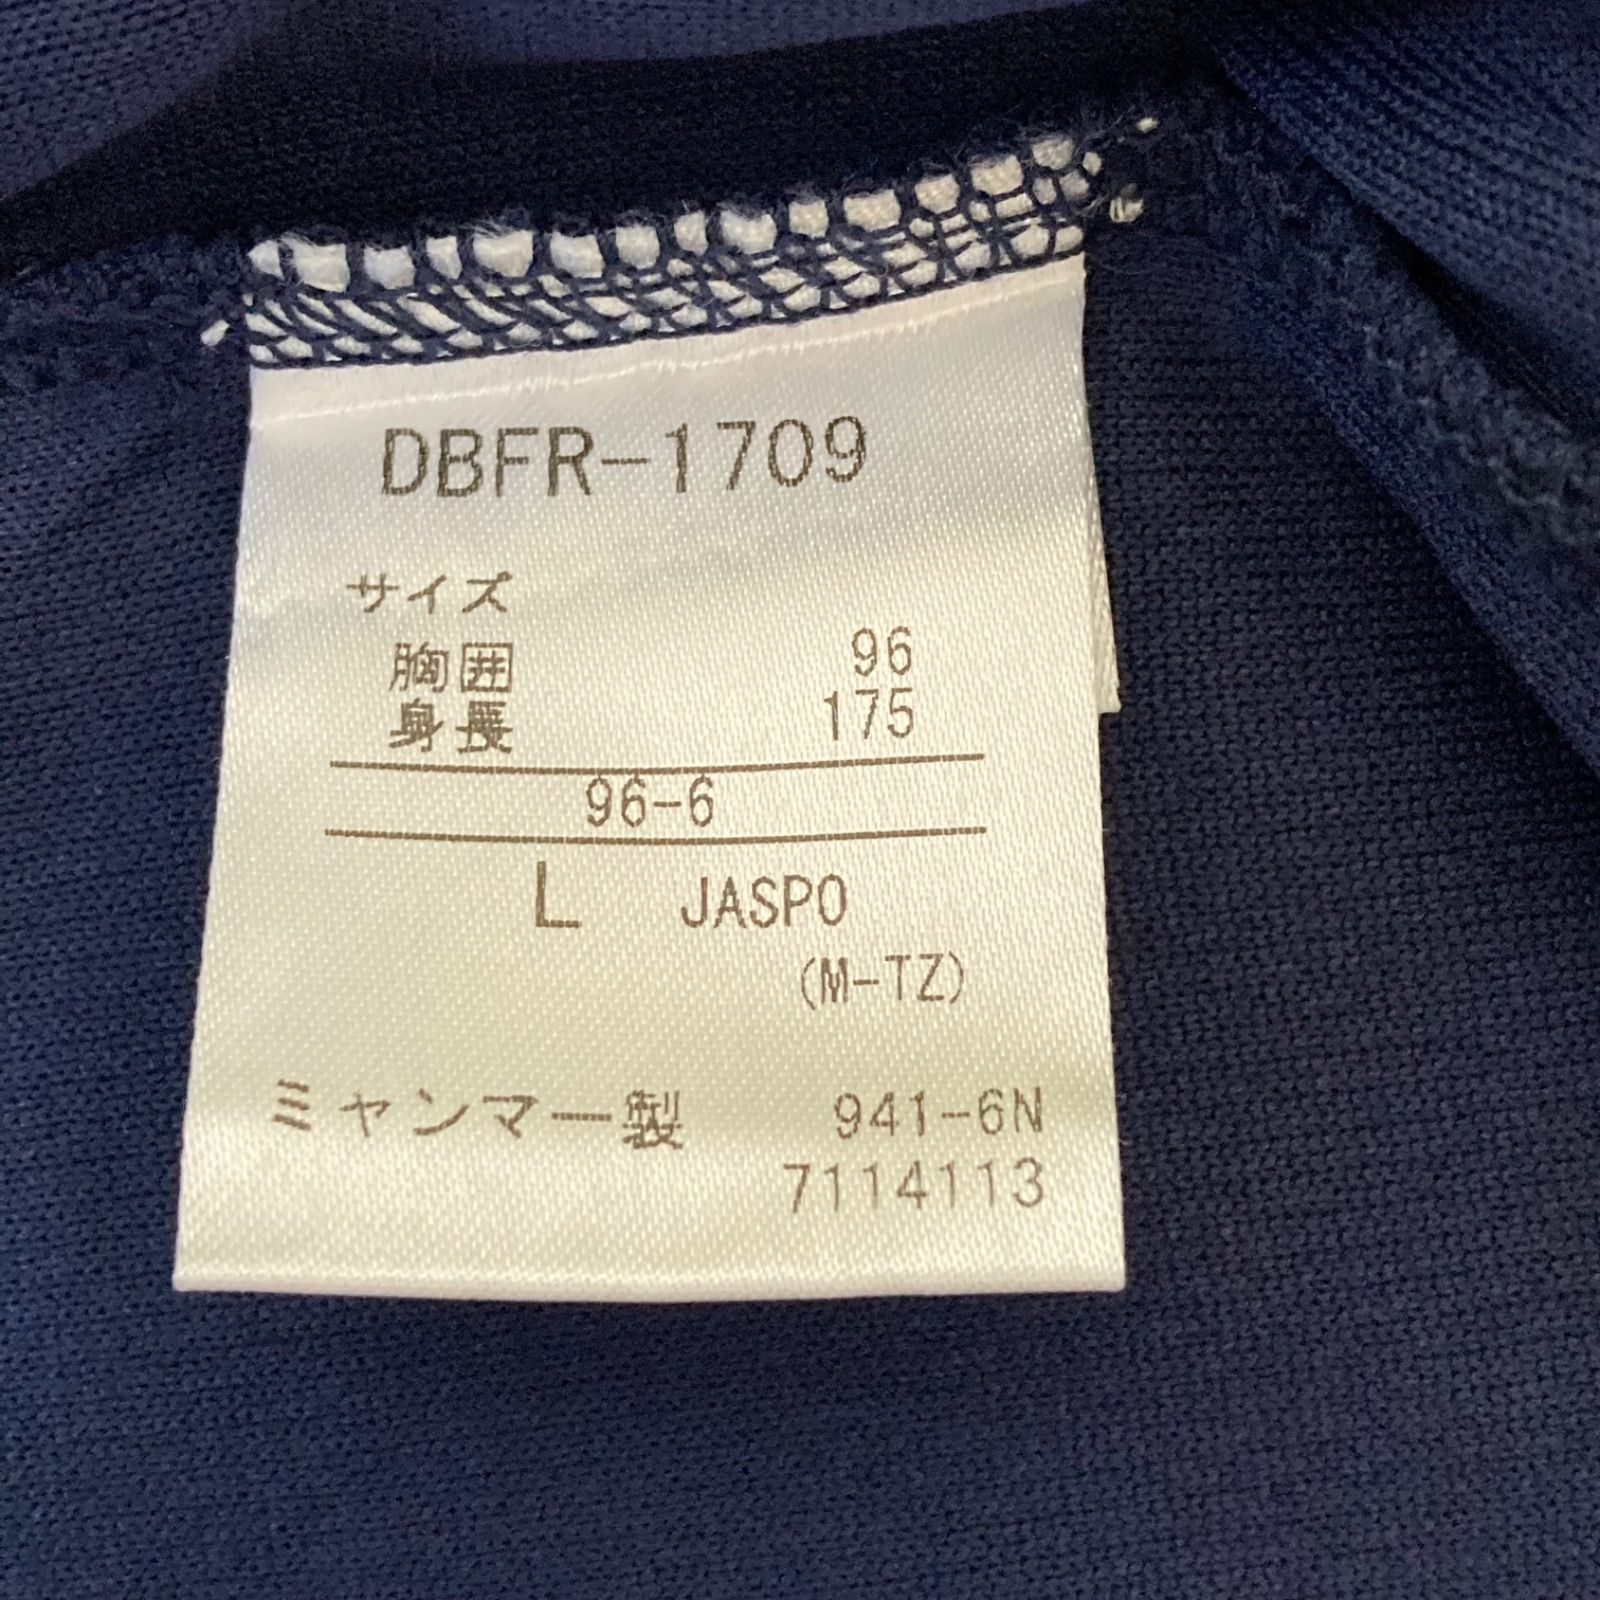 DBFR-1709
サイズ
胸囲 96
身長 175
96-6
L JASPO
(M-TZ)
ミャンマー製 941-6N
7114113